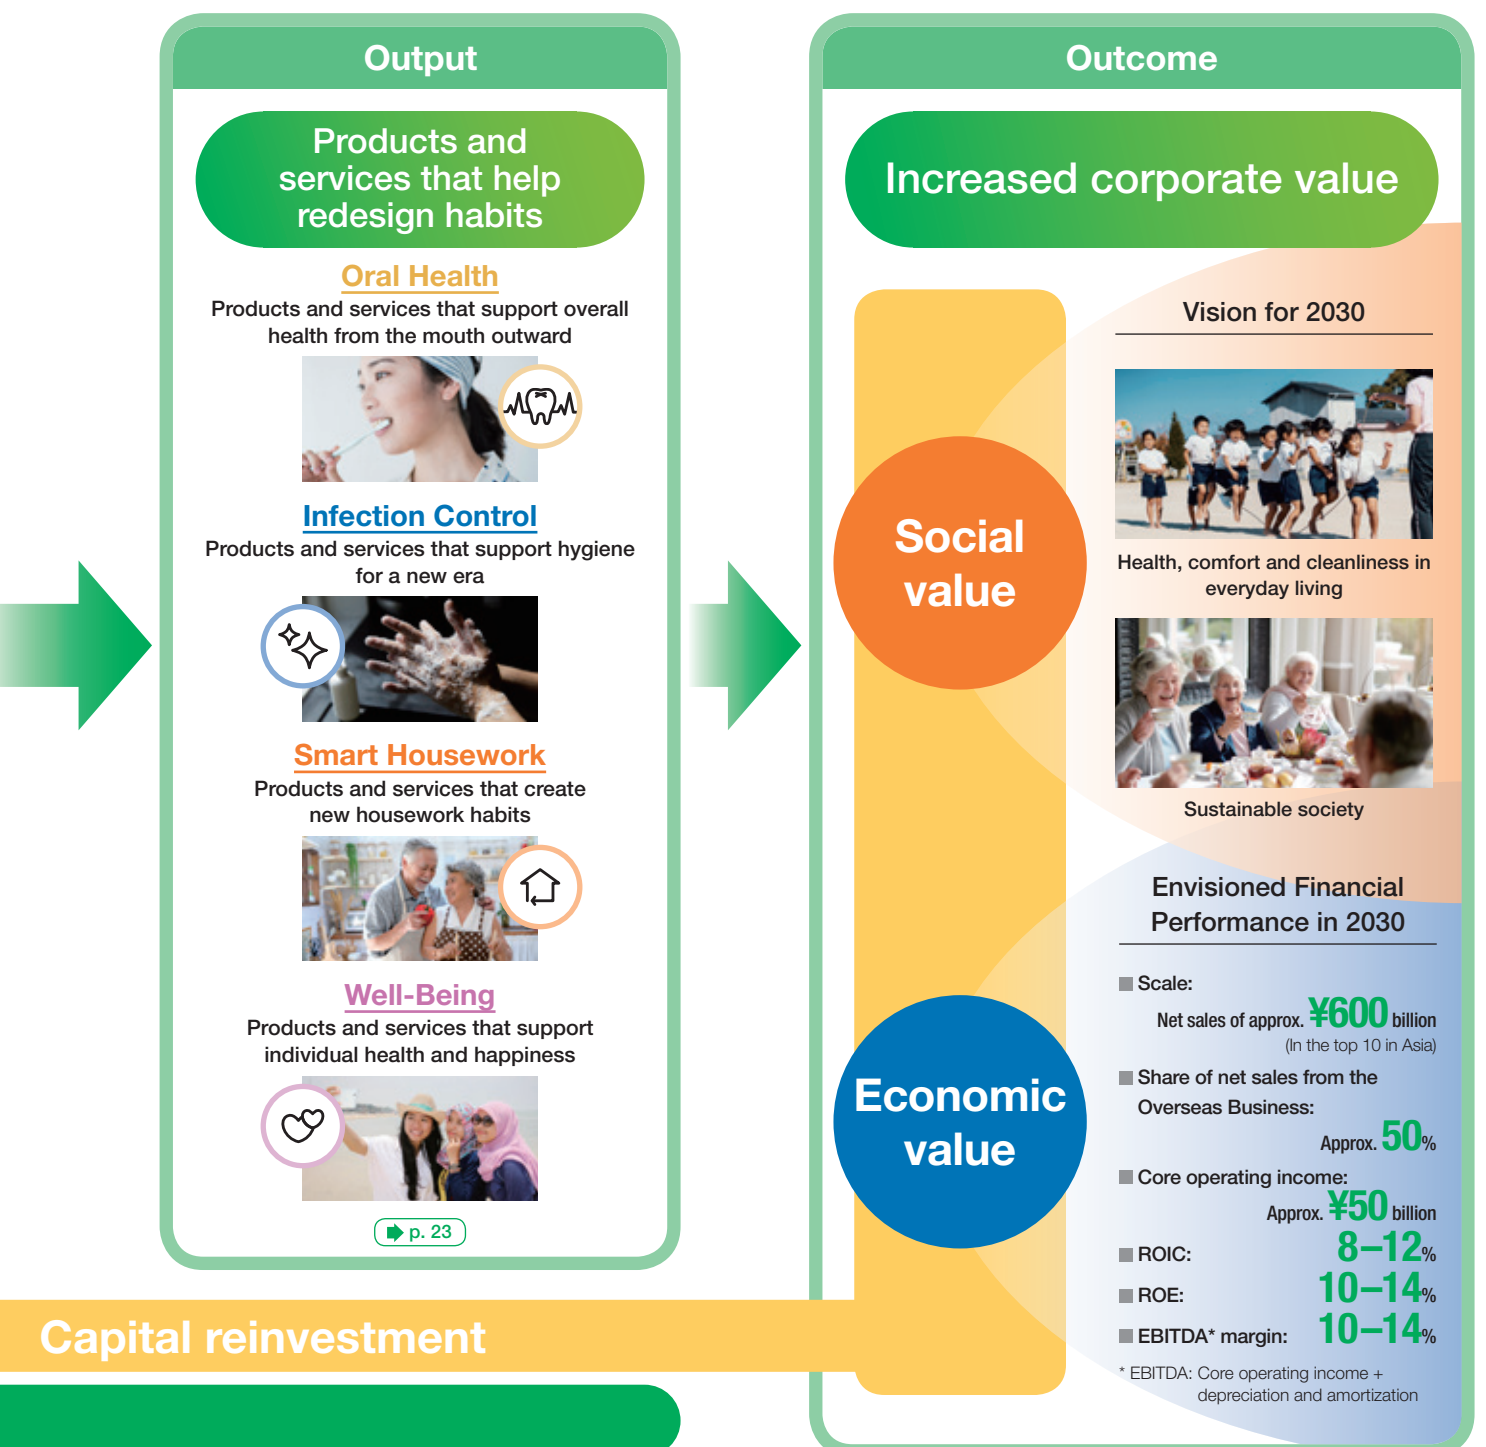 Output
Products and
services that help
redesign habits
Oral Health
Products and services that support overall
health from the mouth outward
Infection Control
Products and services that support hygiene
for a new era
Smart Housework
Products and services that create
new housework habits
Well-Being
Products and services that support
individual health and happiness
p. 23
Capital reinvestment
Outcome
Increased corporate value
Social
value
Vision for 2030
Health, comfort and cleanliness in
everyday living
Sustainable society
Economic
value
Envisioned Financial
Performance in 2030
Scale:
Net sales of approx. ¥600 billion
(In the top 10 in Asia)
Share of net sales from the
Overseas Business:
Approx. 50%
Core operating income:
Approx. ¥50 billion
ROIC: 8–12%
ROE: 10–14%
EBITDA* margin: 10–14%
* EBITDA: Core operating income +
depreciation and amortization